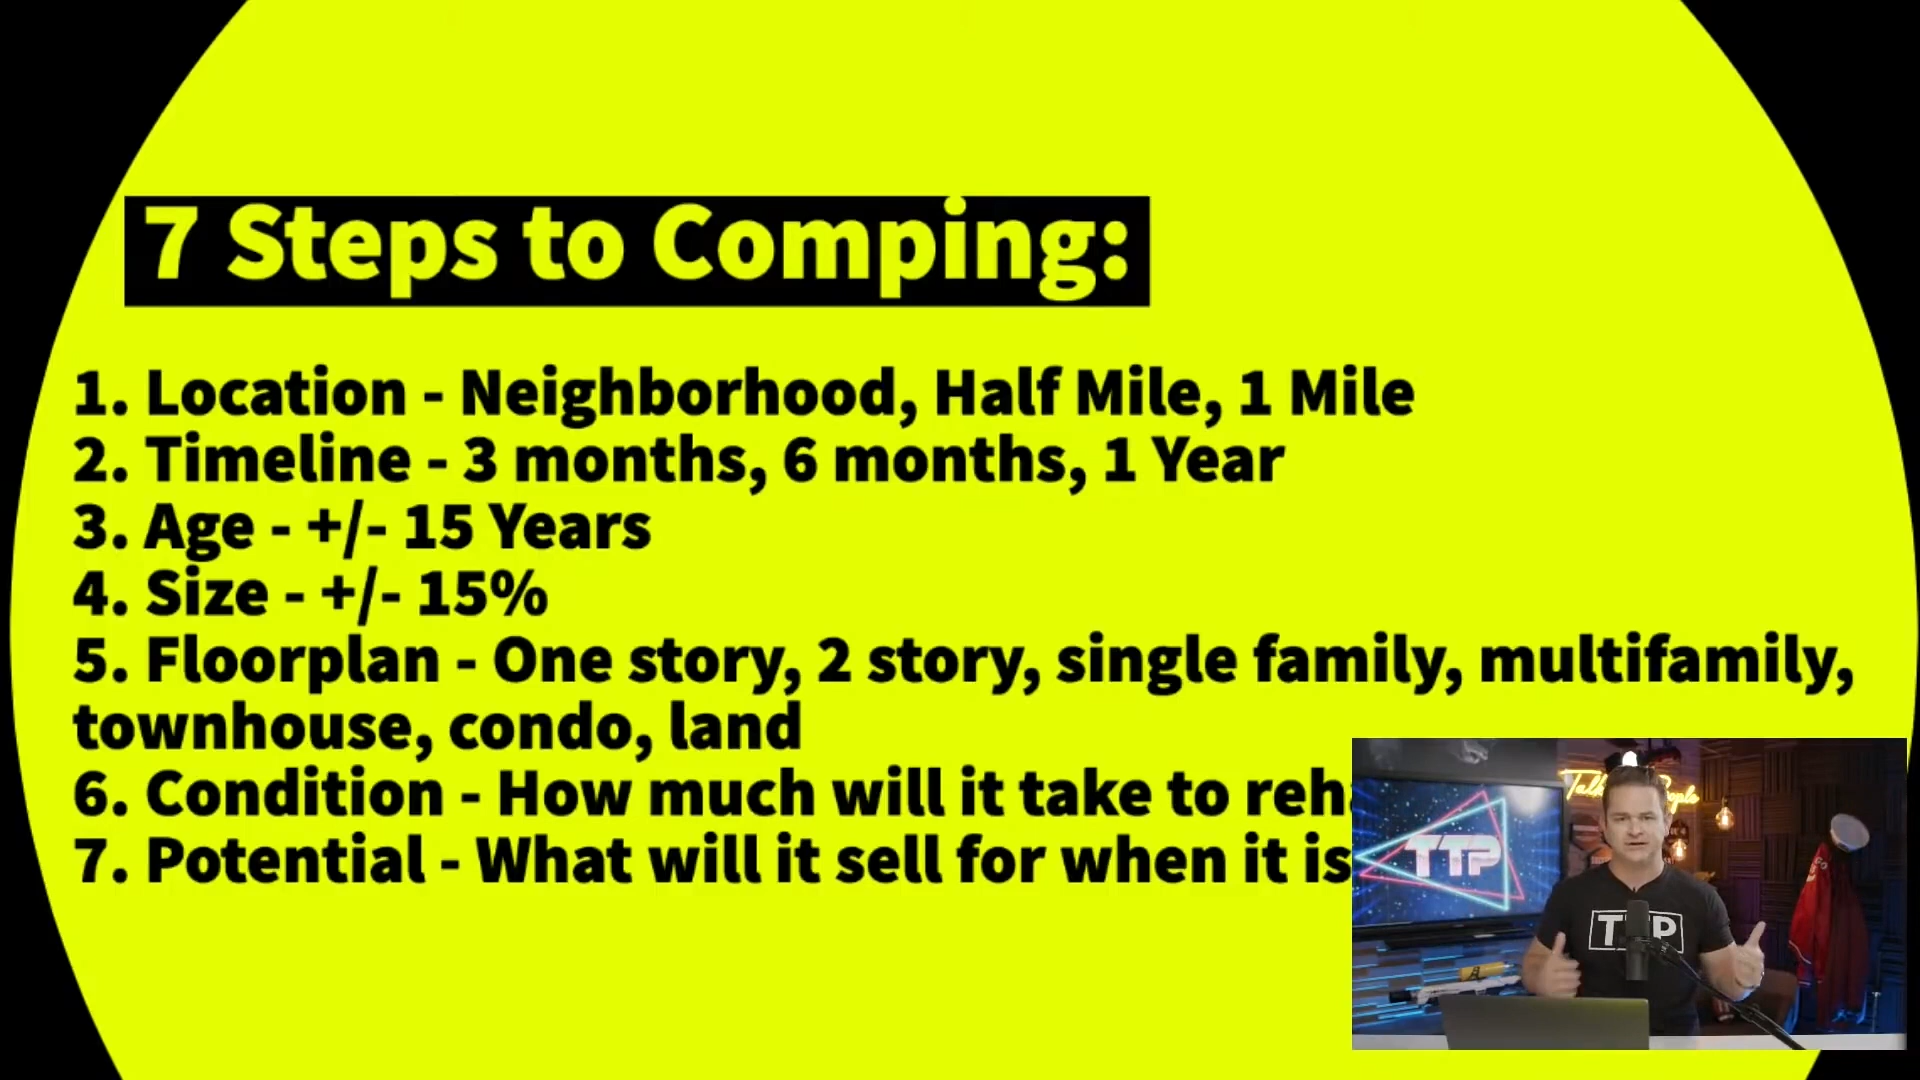 7 Steps to Comping:
1. Location - Neighborhood, Half Mile, 1 Mile
2. Timeline - 3 months, 6 months, 1 Year
3. Age - +/- 15 Years
4. Size - +/- 15%
5. Floorplan - One story, 2 story, single family, multifamily,
townhouse, condo, land
6. Condition - How much will it take to
7. Potential - What will it sell for when it is
TTP